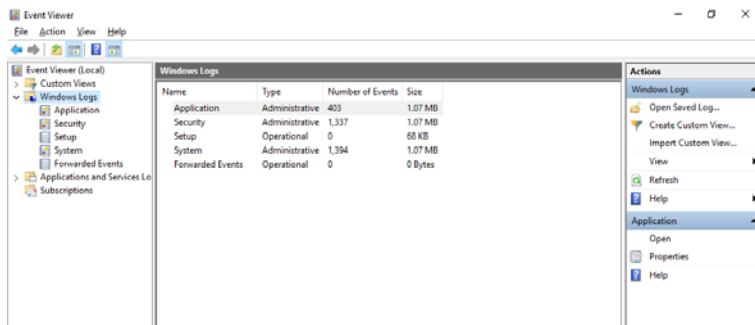 Event Viewer
File Action View Help
Event Viewer (Local)
Custom Views
Windows Logs
Application
Security
Setup
System
Forwarded Events
Applications and Services Lo
Subscriptions
Windows Logs
Name Type Number of Events Size
Application Administrative 403 1.07 MB
Security Administrative 1,337 1.07 MB
Setup Operational 0 68 KB
System Administrative 1,394 1.07 MB
Forwarded Events Operational 0 0 Bytes
Actions
Windows Logs
Open Saved Log...
Create Custom View...
Import Custom View...
View
Refresh
Help
Application
Open
Properties
Help